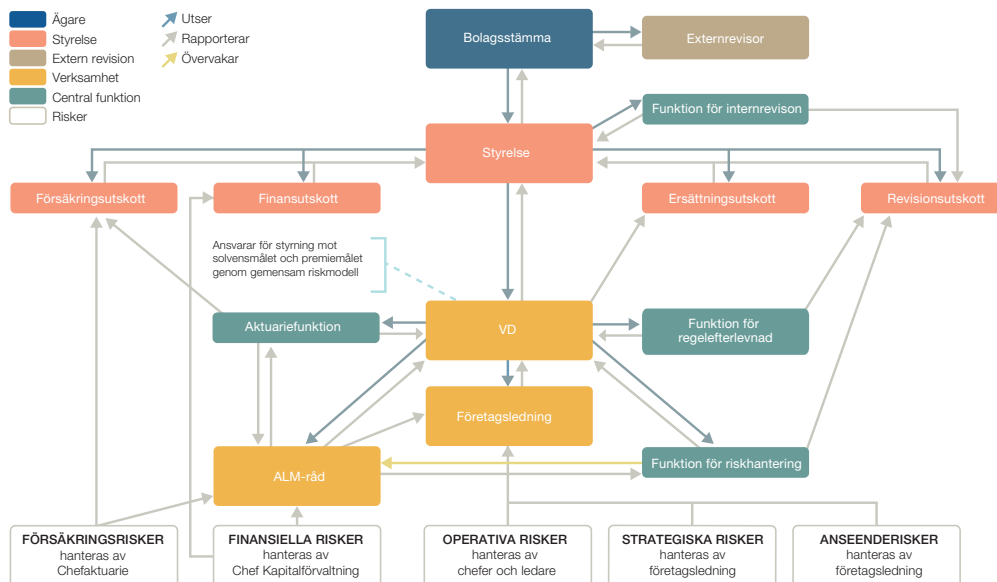 Ägare
Styrelse
Extern revision
Verksamhet
Central funktion
Risker
Utser
Rapporterar
Övervakar
Bolagsstämma
Externrevisor
Funktion för internrevison
Styrelse
Försäkringsutskott
Finansutskott
Ersättningsutskott
Revisionsutskott
Ansvarar för styrning mot
solvensmålet och premiemålet
genom gemensam riskmodell
Aktuariefunktion
VD
Funktion för
regelefterlevnad
Företagsledning
ALM-råd
Funktion för riskhantering
FÖRSÄKRINGSRISKER
hanteras av
Chefaktuarie
FINANSIELLA RISKER
hanteras av
Chef Kapitalförvaltning
OPERATIVA RISKER
hanteras av
chefer och ledare
STRATEGISKA RISKER
hanteras av
företagsledning
ANSEENDERISKER
hanteras av
företagsledning